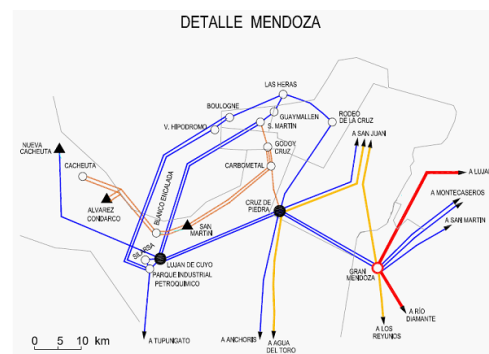 DETALLE MENDOZA
LAS HERAS
BOULOGNE
GUAYMALLEN
V. HIPODROMO
S. MARTIN
RODEO
DE LA CRUZ
A SAN JUANI
NUEVA
CACHEUTA
GODOY
CRUZ
CACHEUTA
CARBOMETAL
A LUJAN
BLANCO ENCALADA
A MONTECASEROS
ALVAREZ
CONDARCO
CRUZ DE
PIEDRA
A SAN MARTIN
SAN
MARTINI
LUJAN DE CUYO
GRAN
MENDOZA
PARQUE INDUSTRIAL
PETROQUIMICO
A RÍO
DIAMANTE
A TUPUNGATO
A ANCHORIS
A AGUA
DEL TORO
A LOS
REYUNOS
0 5 10 km